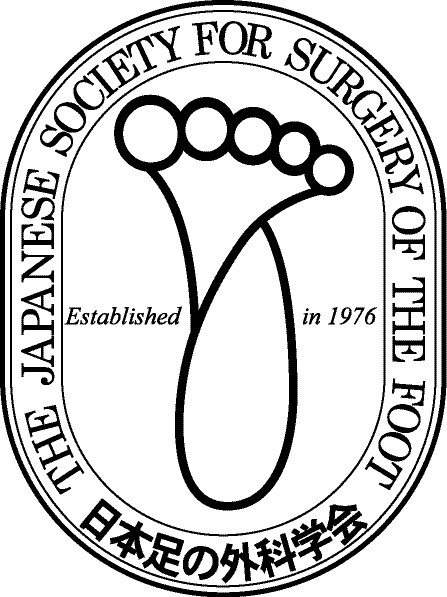 THE JAPANESE SOCIETY FOR SURGERY OF THE FOOT
Established in 1976
日本足の外科学会